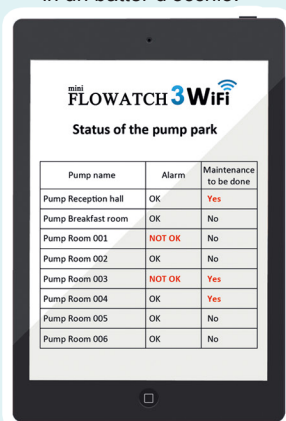 mini
FLOWATCH 3 WiFi
Status of the pump park
Pump name Alarm Maintenance to be done
Pump Reception hall OK Yes
Pump Breakfast room OK No
Pump Room 001 NOT OK No
Pump Room 002 OK No
Pump Room 003 NOT OK Yes
Pump Room 004 OK Yes
Pump Room 005 OK No
Pump Room 006 OK No